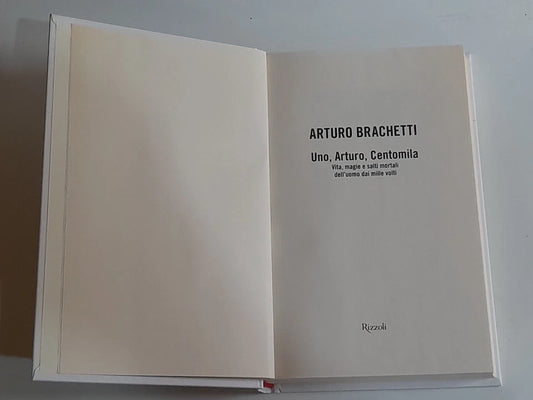 ARTURO BRACHETTI
Uno, Arturo, Centomila
Vita, magie e salti mortali
dell'uomo dai mille volti
Rizzoli